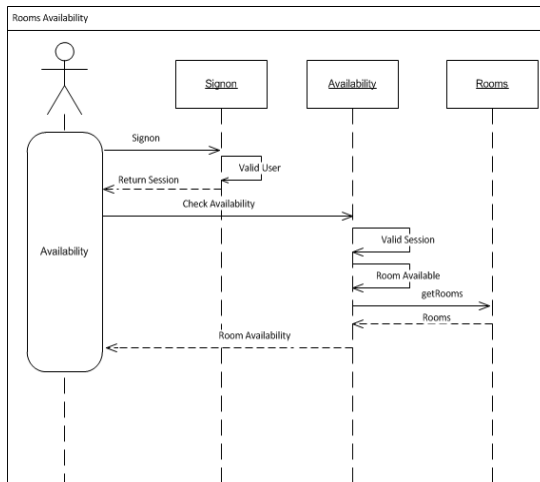 Rooms Availability
Signon
Availability
Rooms
Signon
Valid User
Return Session
Check Availability
Valid Session
Availability
Room Available
getRooms
Rooms
Room Availability